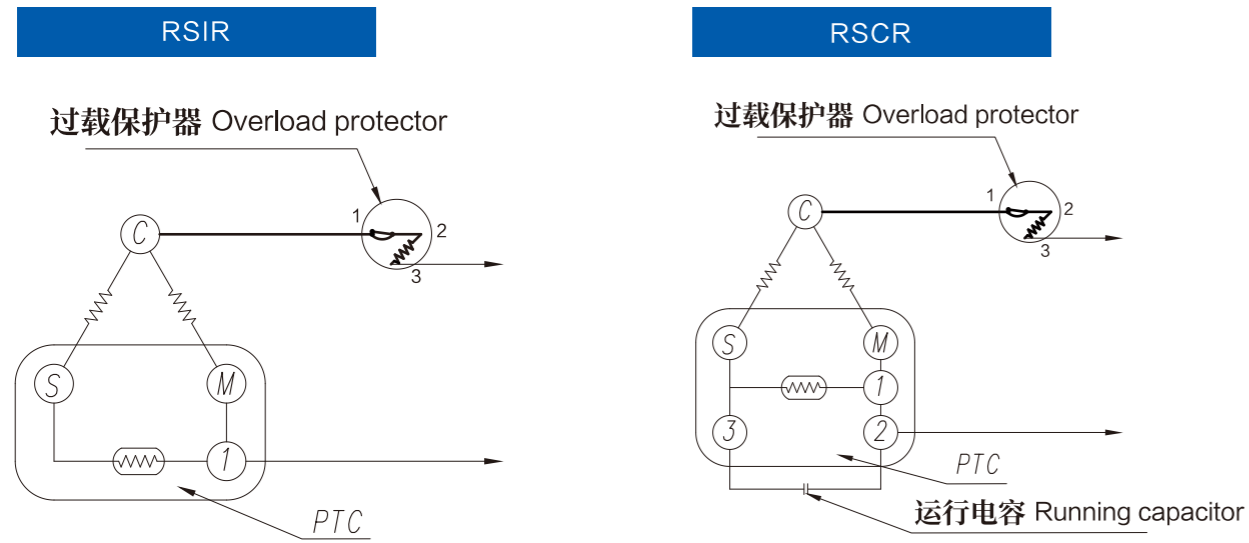 RSIR
过载保护器 Overload protector
1
2
3
C
S
M
1
PTC
RSCR
过载保护器 Overload protector
1
2
3
C
S
M
1
3
2
PTC
运行电容 Running capacitor